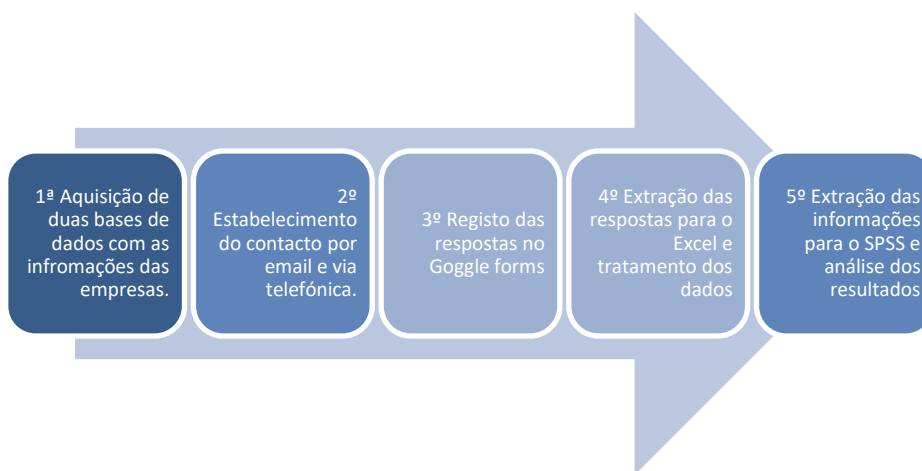 1ª Aquisição de
duas bases de
dados com as
infromações das
empresas.
2º
Estabelecimento
do contacto por
email e via
telefónica.
3º Registo das
respostas no
Goggle forms
4º Extração das
respostas para o
Excel e
tratamento dos
dados
5º Extração das
informações
para o SPSS e
análise dos
resultados